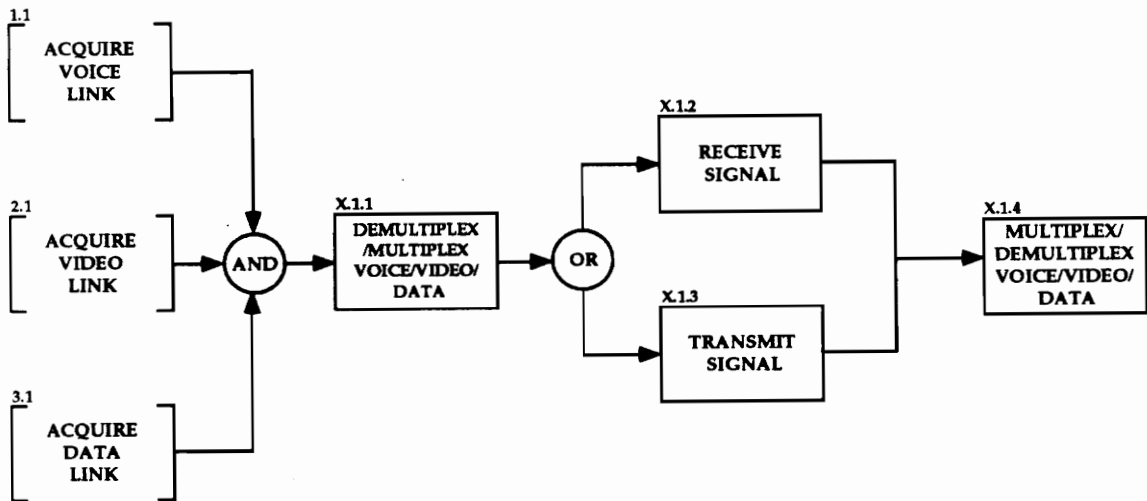 1.1
ACQUIRE
VOICE
LINK
2.1
ACQUIRE
VIDEO
LINK
3.1
ACQUIRE
DATA
LINK
AND
X.1.1
DEMULTIPLEX
/MULTIPLEX
VOICE/VIDEO/
DATA
OR
X.1.2
RECEIVE
SIGNAL
X.1.3
TRANSMIT
SIGNAL
X.1.4
MULTIPLEX/
DEMULTIPLEX
VOICE/VIDEO/
DATA